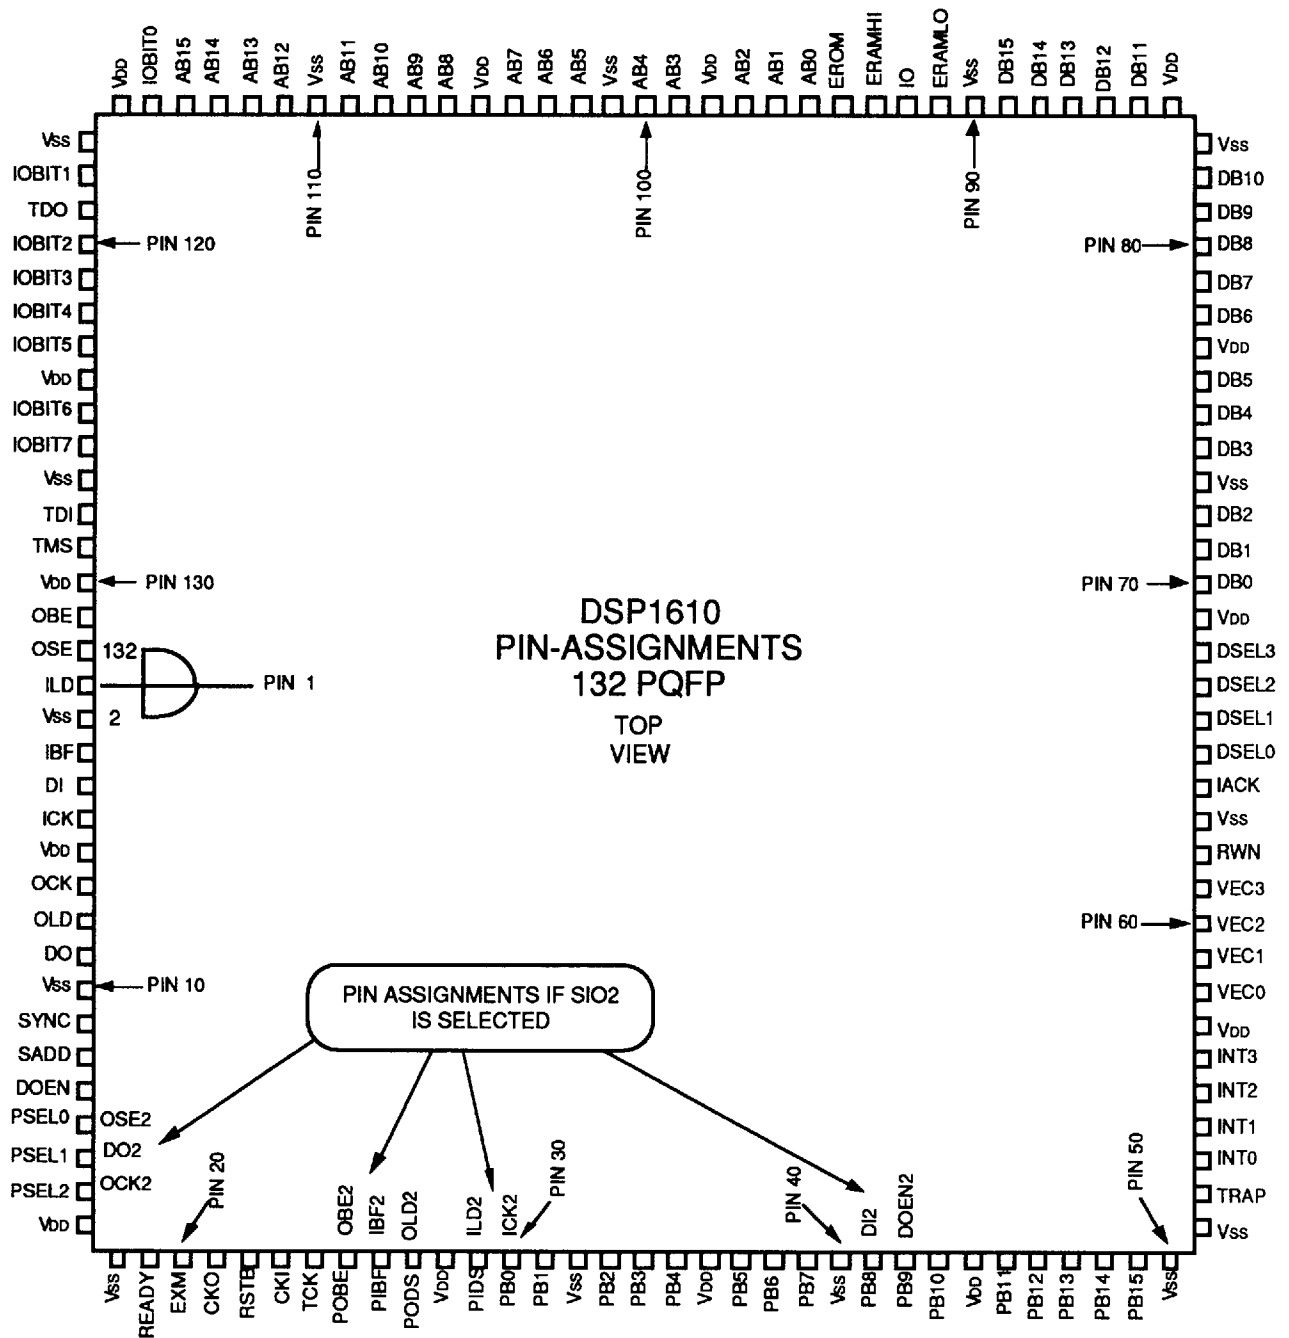 VDD IOBIT0 AB15 AB14 AB13 AB12 VSS AB11 AB10 AB9 AB8 VDD AB7 AB6 AB5 VSS AB4 AB3 VDD AB2 AB1 AB0 EROM ERAMHI IO ERAMLO VSS DB15 DB14 DB13 DB12 DB11 VDD
PIN 110
PIN 100
PIN 90
VSS
IOBIT1
TDO
IOBIT2
PIN 120
IOBIT3
IOBIT4
IOBIT5
VDD
IOBIT6
IOBIT7
VSS
TDI
TMS
VDD
PIN 130
OBE
OSE
132
ILD
PIN 1
VSS
2
IBF
DI
ICK
VDD
OCK
OLD
DO
VSS
PIN 10
SYNC
SADD
DOEN
PSEL0
OSE2
PSEL1
DO2
PSEL2
OCK2
VDD
DSP1610
PIN-ASSIGNMENTS
132 PQFP
TOP
VIEW
PIN ASSIGNMENTS IF SIO2
IS SELECTED
VSS
DB10
DB9
PIN 80
DB8
DB7
DB6
VDD
DB5
DB4
DB3
VSS
DB2
DB1
PIN 70
DB0
VDD
DSEL3
DSEL2
DSEL1
DSEL0
IACK
VSS
RWN
VEC3
PIN 60
VEC2
VEC1
VEC0
VDD
INT3
INT2
INT1
INT0
TRAP
VSS
PIN 20
OBE2
IBF2
OLD2
ILD2
ICK2
PIN 30
PIN 40
DI2
DOEN2
PIN 50
VSS READY EXM CKO RSTB CKI TCK POBE PIBF PODS VDD PIDS PB0 PB1 VSS PB2 PB3 PB4 VDD PB5 PB6 PB7 VSS PB8 PB9 PB10 VDD PB11 PB12 PB13 PB14 PB15 VSS